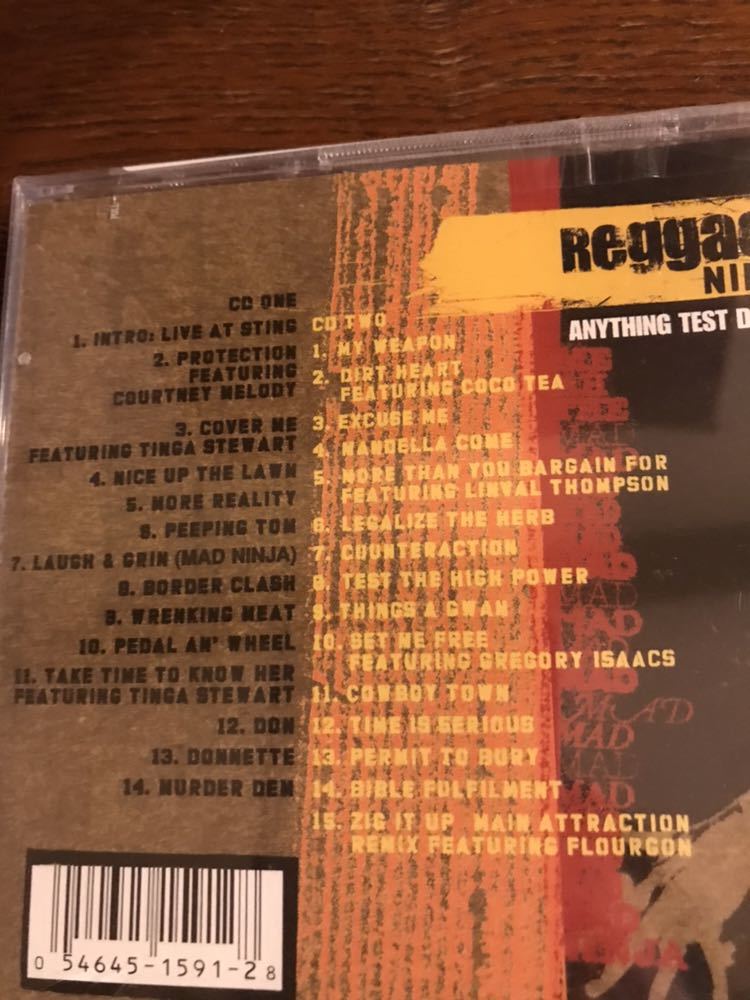 CD ONE
1. INTRO: LIVE AT STING
2. PROTECTION
FEATURING
COURTNEY MELODY
3. COVER ME
FEATURING TINGA STEWART
4. NICE UP THE LAWN
5. MORE REALITY
6. PEEPING TOM
7. LAUGH & GRIN (MAD NINJA)
8. BORDER CLASH
9. WRENKING MEAT
10. PEDAL AN' WHEEL
11. TAKE TIME TO KNOW HER
FEATURING TINGA STEWART
12. DON
13. DONNETTE
14. MURDER DEM
CD TWO
1. MY WEAPON
2. DIRT HEART
FEATURING COCO TEA
3. EXCUSE ME
4. MANDELLA COME
5. MORE THAN YOU BARGAIN FOR
FEATURING LINVAL THOMPSON
6. LEGALIZE THE HERB
7. COUNTERACTION
8. TEST THE HIGH POWER
9. THINGS A GWAN
10. SET ME FREE
FEATURING GREGORY ISAACS
11. COWBOY TOWN
12. TIME IS SERIOUS
13. PERMIT TO BURY
14. BIBLE FULFILMENT
15. ZIG IT UP MAIN ATTRACTION
REMIX FEATURING FLOURGON
Reggae
NI
ANYTHING TEST D
MAD
MAD
MAD
MAD
MAD
MAD
MAD
NINJA
0 54645-1591-2 8